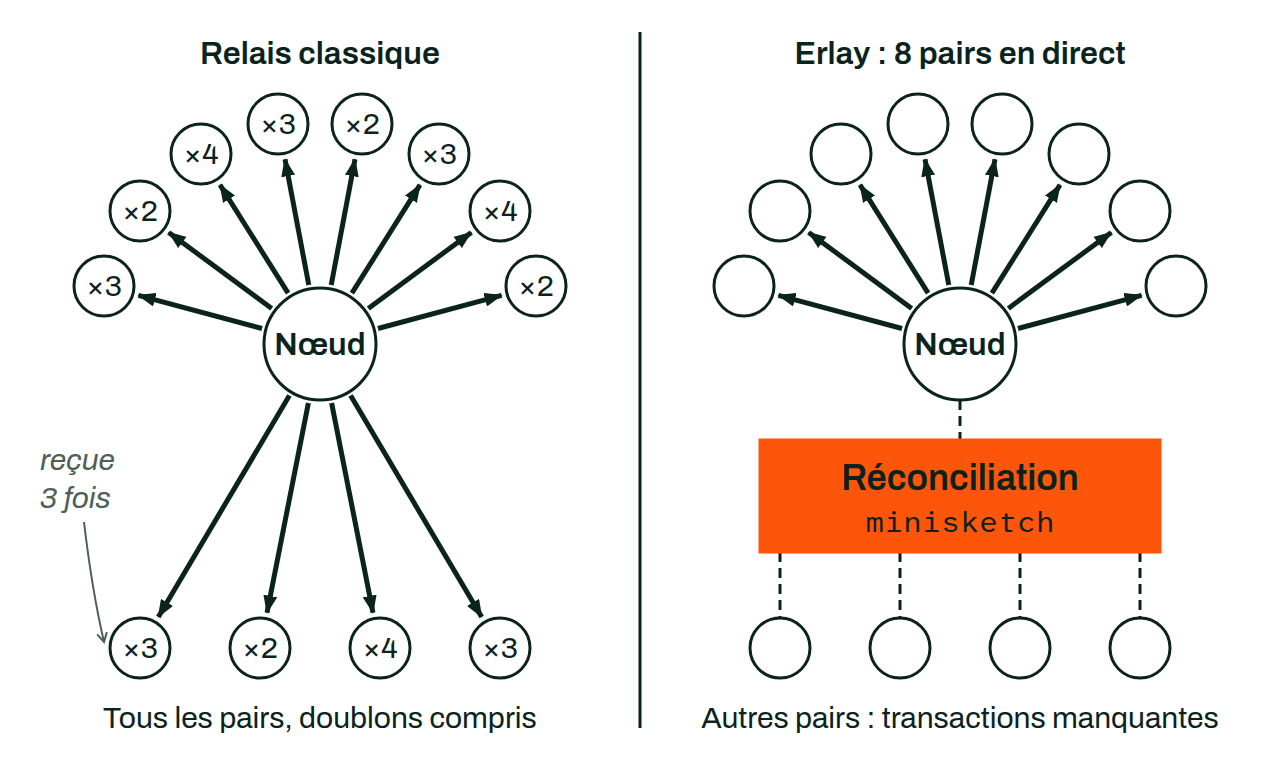 Relais classique
×3
×2
×4
×3
×2
×4
×3
×2
Nœud
reçue
3 fois
×3
×2
×4
×3
Tous les pairs, doublons compris
Erlay : 8 pairs en direct
Nœud
Réconciliation
minisketch
Autres pairs : transactions manquantes